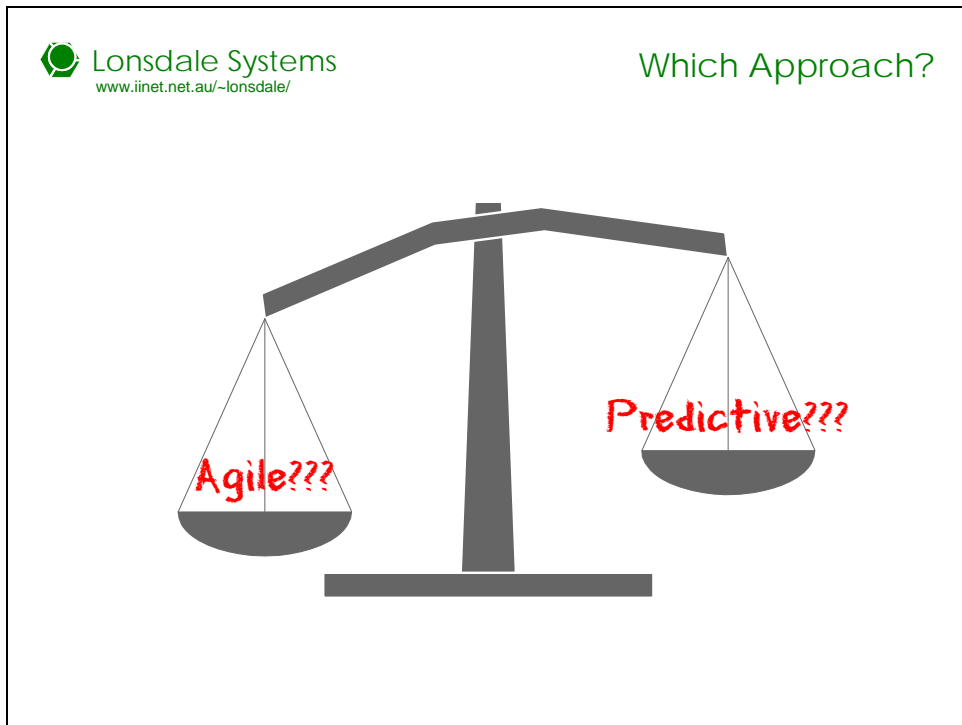 Lonsdale Systems
www.iinet.net.au/~lonsdale/
Which Approach?
Predictive???
Agile???